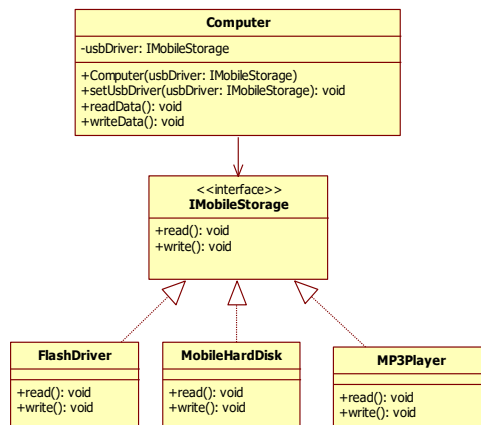 Computer
-usbDriver: IMobileStorage
+Computer(usbDriver: IMobileStorage)
+setUsbDriver(usbDriver: IMobileStorage): void
+readData(): void
+writeData(): void
<<interface>>
IMobileStorage
+read(): void
+write(): void
FlashDriver
+read(): void
+write(): void
MobileHardDisk
+read(): void
+write(): void
MP3Player
+read(): void
+write(): void